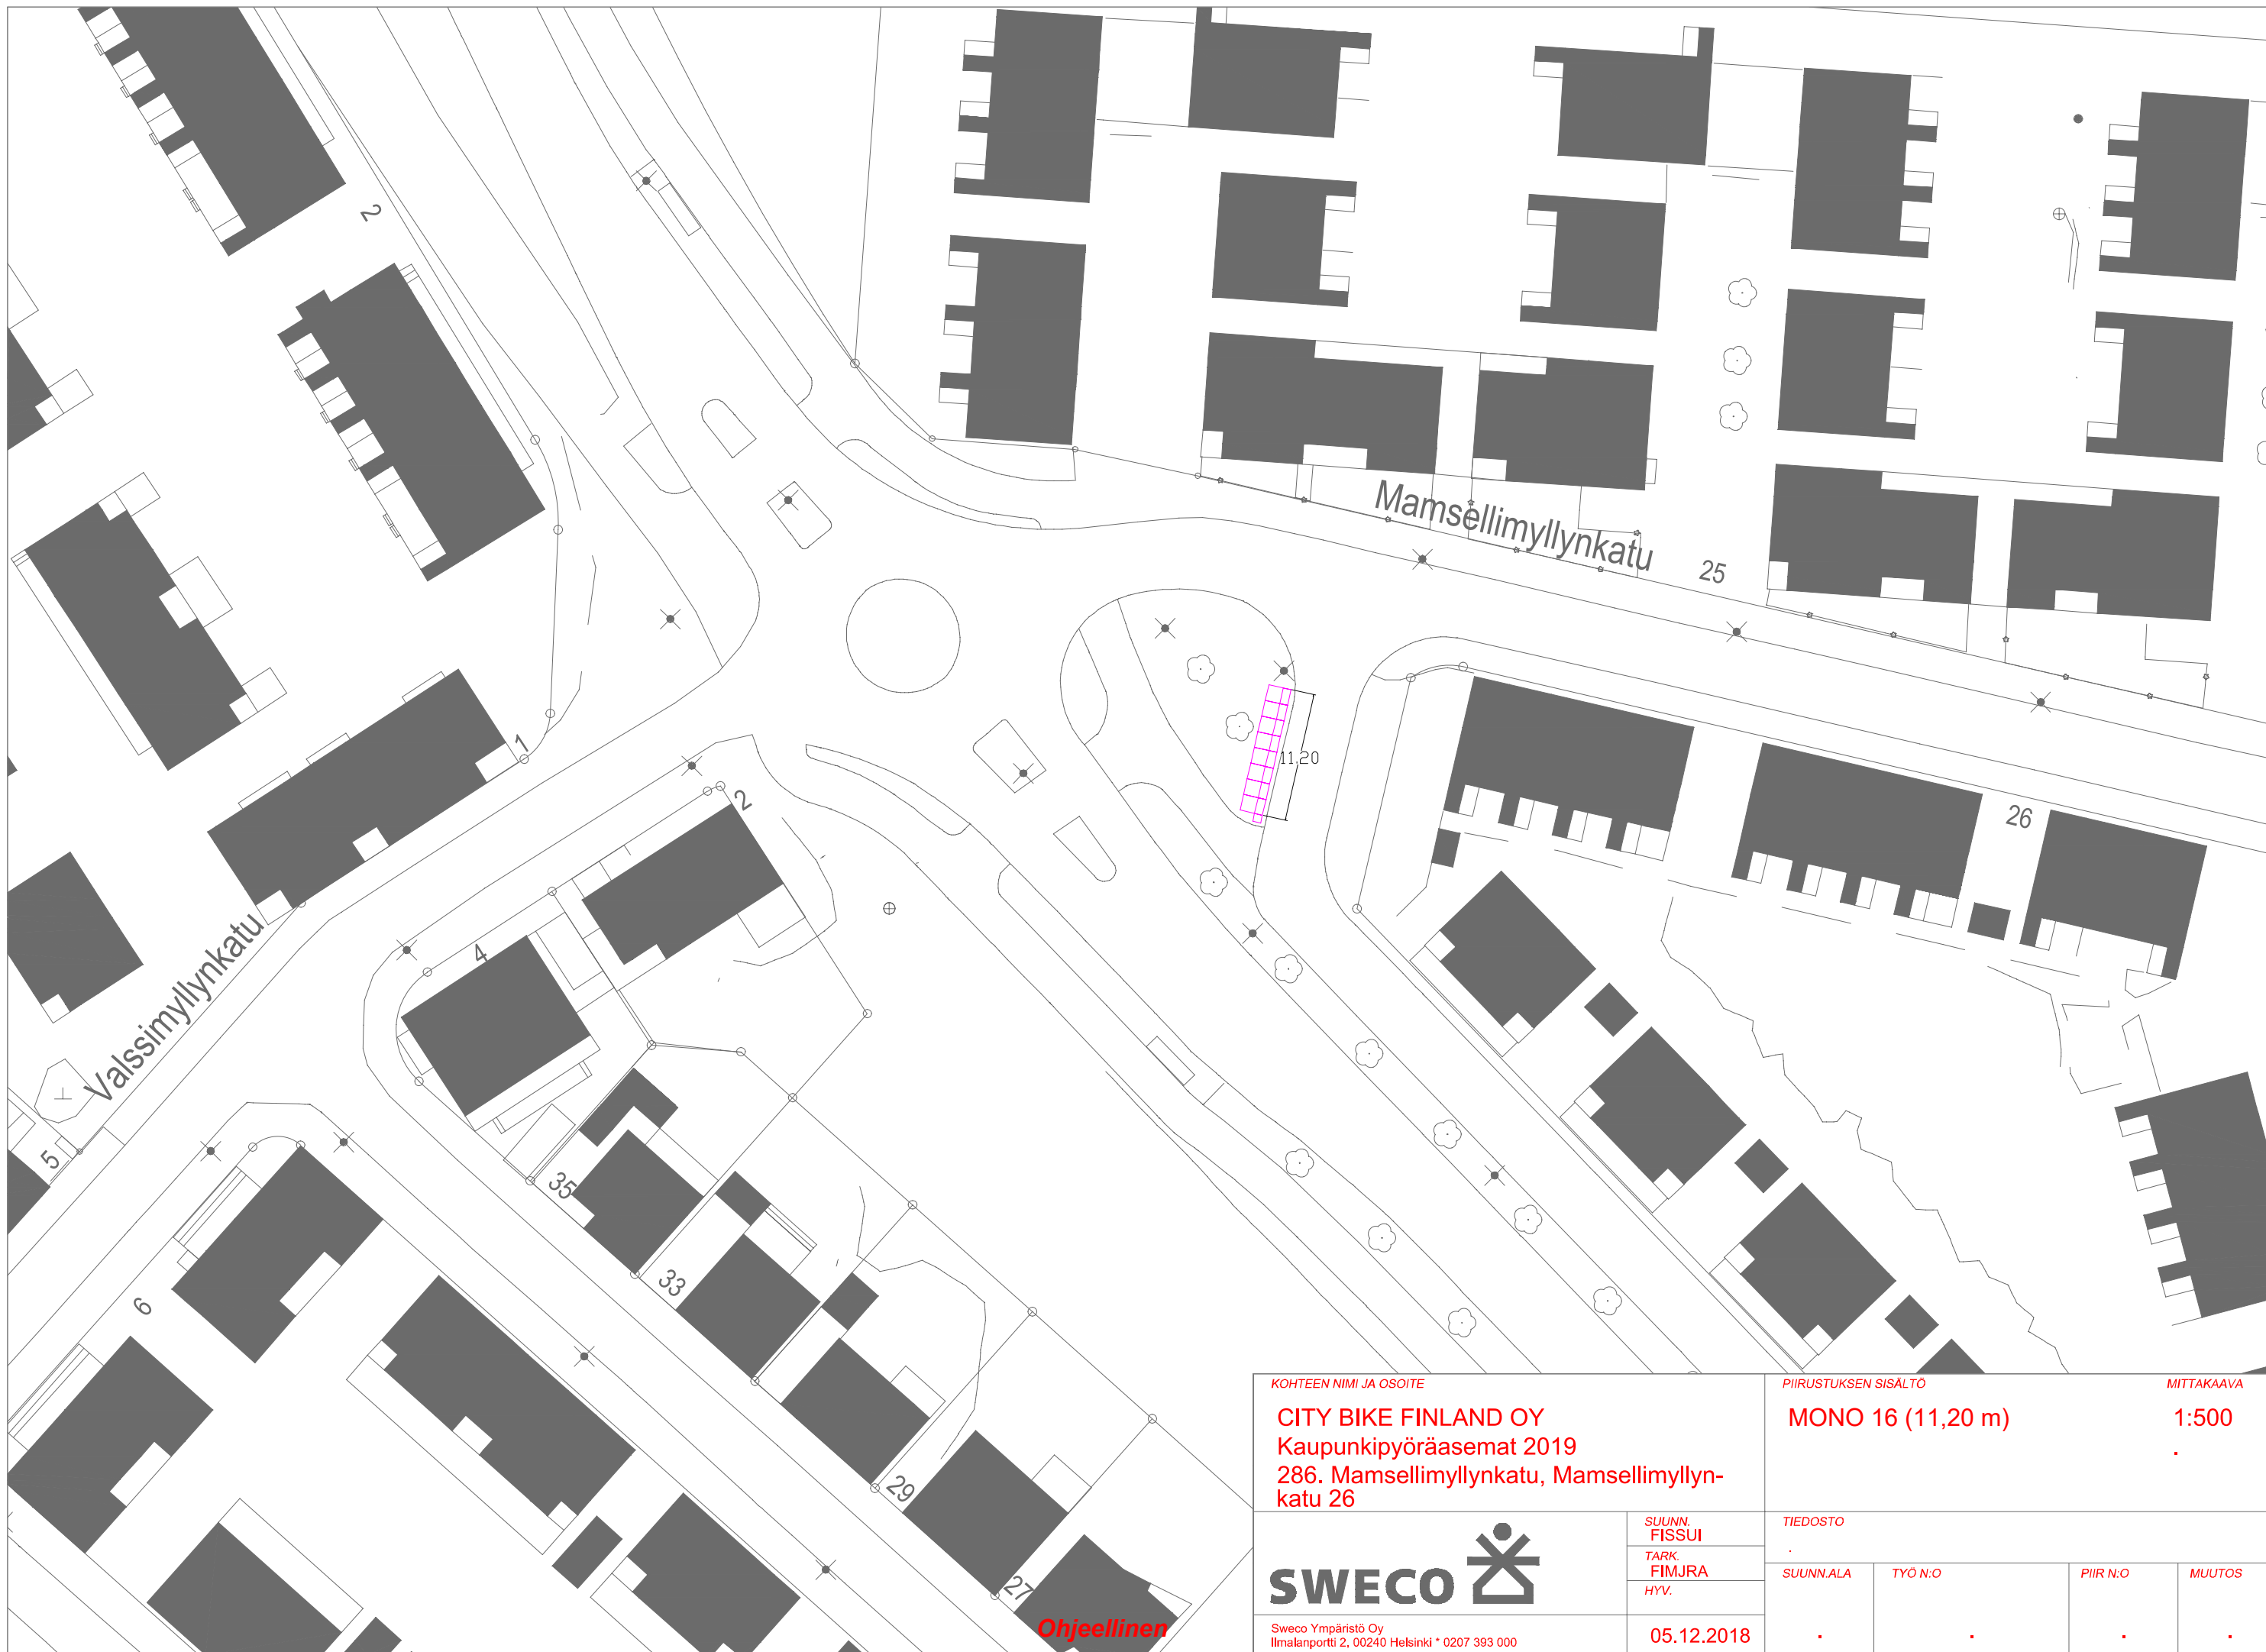 2
Mamsellimyllynkatu
25
1
11,20
2
26
4
Valssimyllynkatu
5
35
33
6
29
27
Ohjeellinen
KOHTEEN NIMI JA OSOITE
CITY BIKE FINLAND OY
Kaupunkipyöräasemat 2019
286. Mamsellimyllynkatu, Mamsellimyllyn-
katu 26
PIIRUSTUKSEN SISÄLTÖ
MITTAKAAVA
MONO 16 (11,20 m)
1:500
.
SWECO
SUUNN.
FISSUI
TARK.
FIMJRA
HYV.
TIEDOSTO
.
SUUNN.ALA
TYÖ N:O
PIIR N:O
MUUTOS
Sweco Ympäristö Oy
Ilmalanportti 2, 00240 Helsinki * 0207 393 000
05.12.2018
. . . .